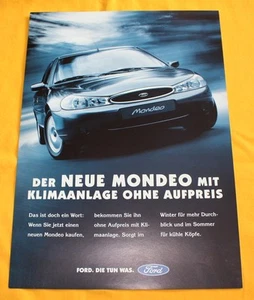 Mondeo
DER NEUE MONDEO MIT
KLIMAANLAGE OHNE AUFPREIS
Das ist doch ein Wort:
Wenn Sie jetzt einen
neuen Mondeo kaufen,
bekommen Sie ihn
ohne Aufpreis mit Kli-
maanlage. Sorgt im
Winter für mehr Durch-
blick und im Sommer
für kühle Köpfe.
FORD. DIE TUN WAS.
Ford